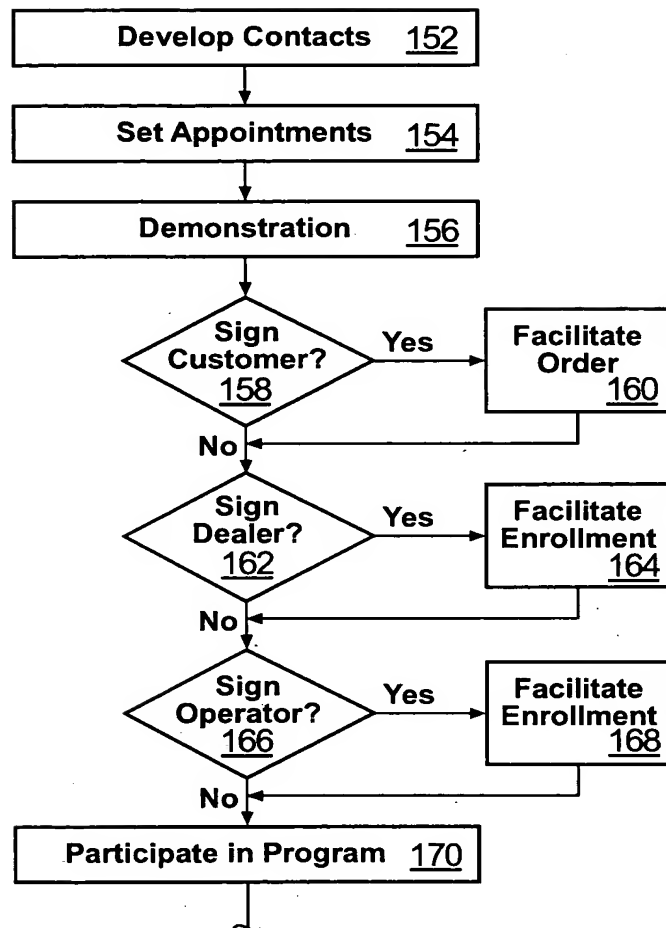 Develop Contacts 152
Set Appointments 154
Demonstration 156
Sign
Customer?
158
Yes
Facilitate
Order
160
No
Sign
Dealer?
162
Yes
Facilitate
Enrollment
164
No
Sign
Operator?
166
Yes
Facilitate
Enrollment
168
No
Participate in Program 170